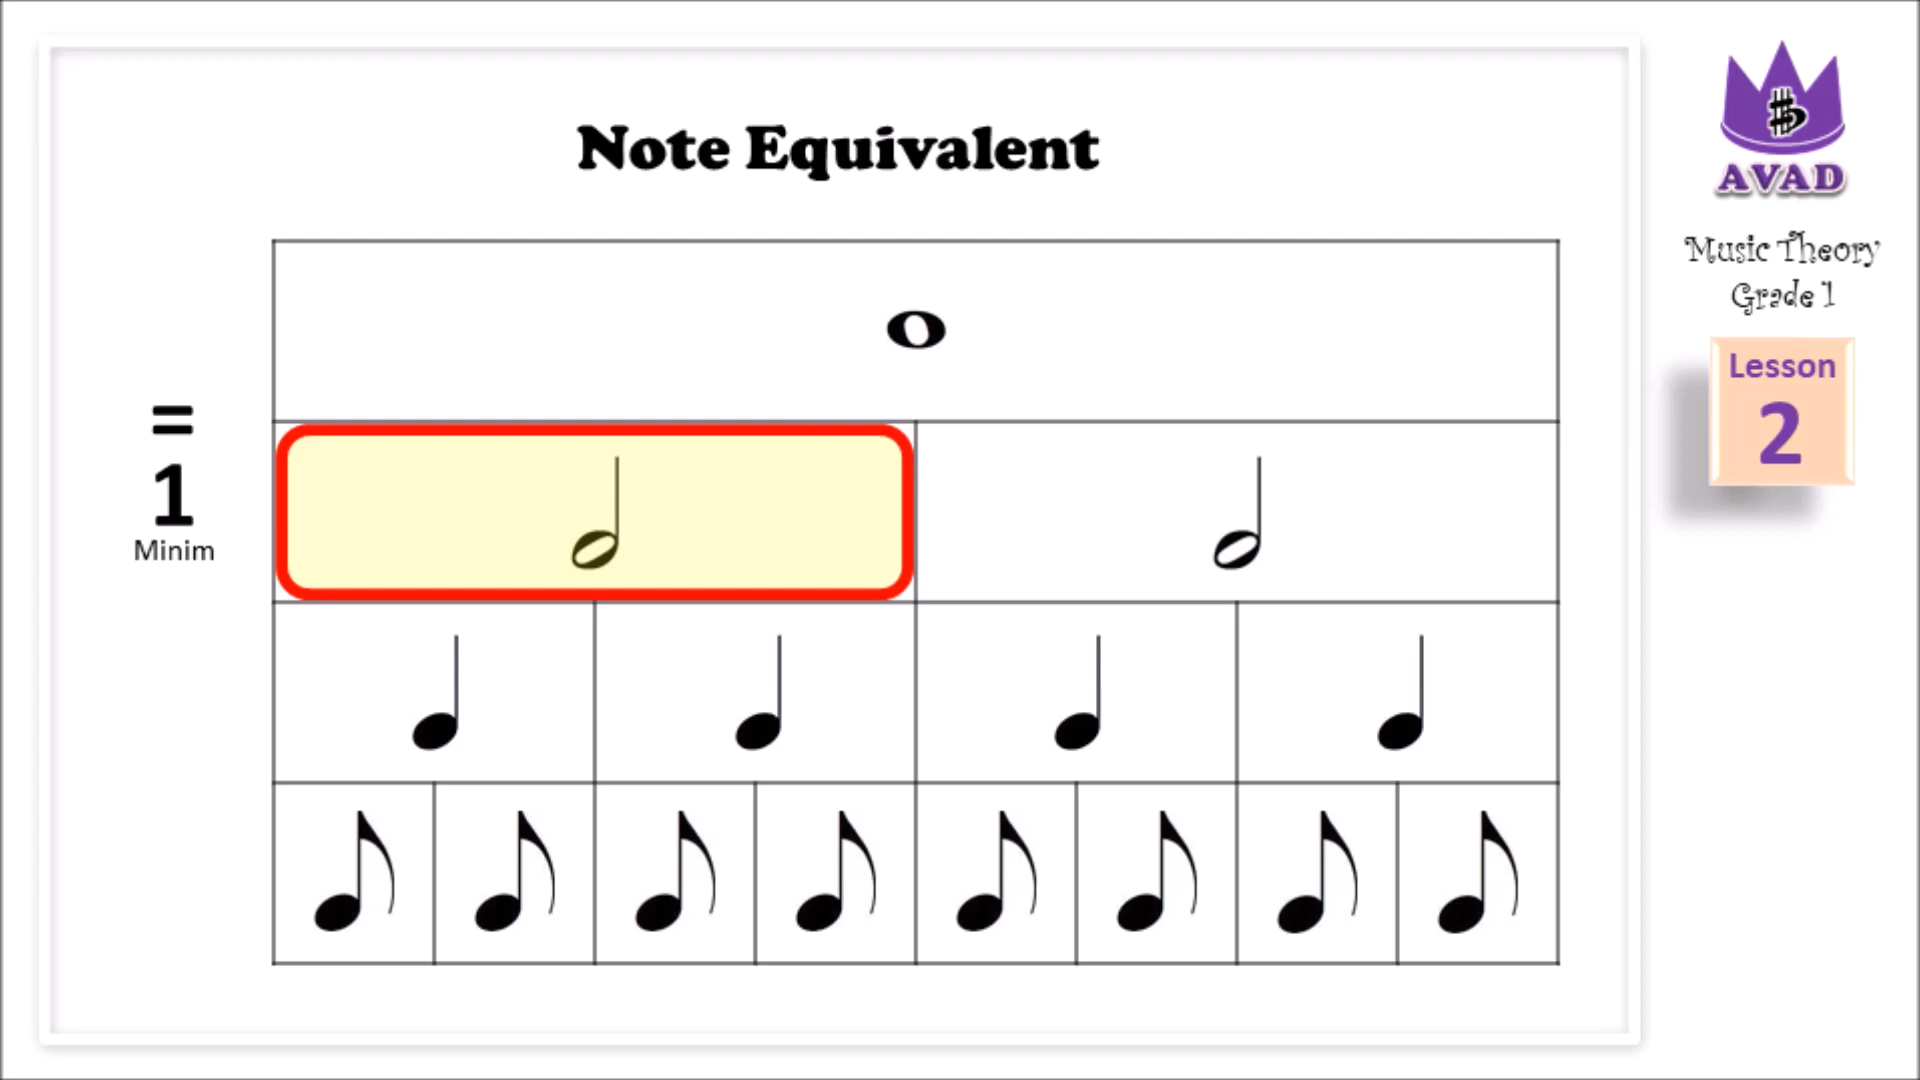 Note Equivalent
=
1
Minim
AVAD
Music Theory
Grade 1
Lesson
2